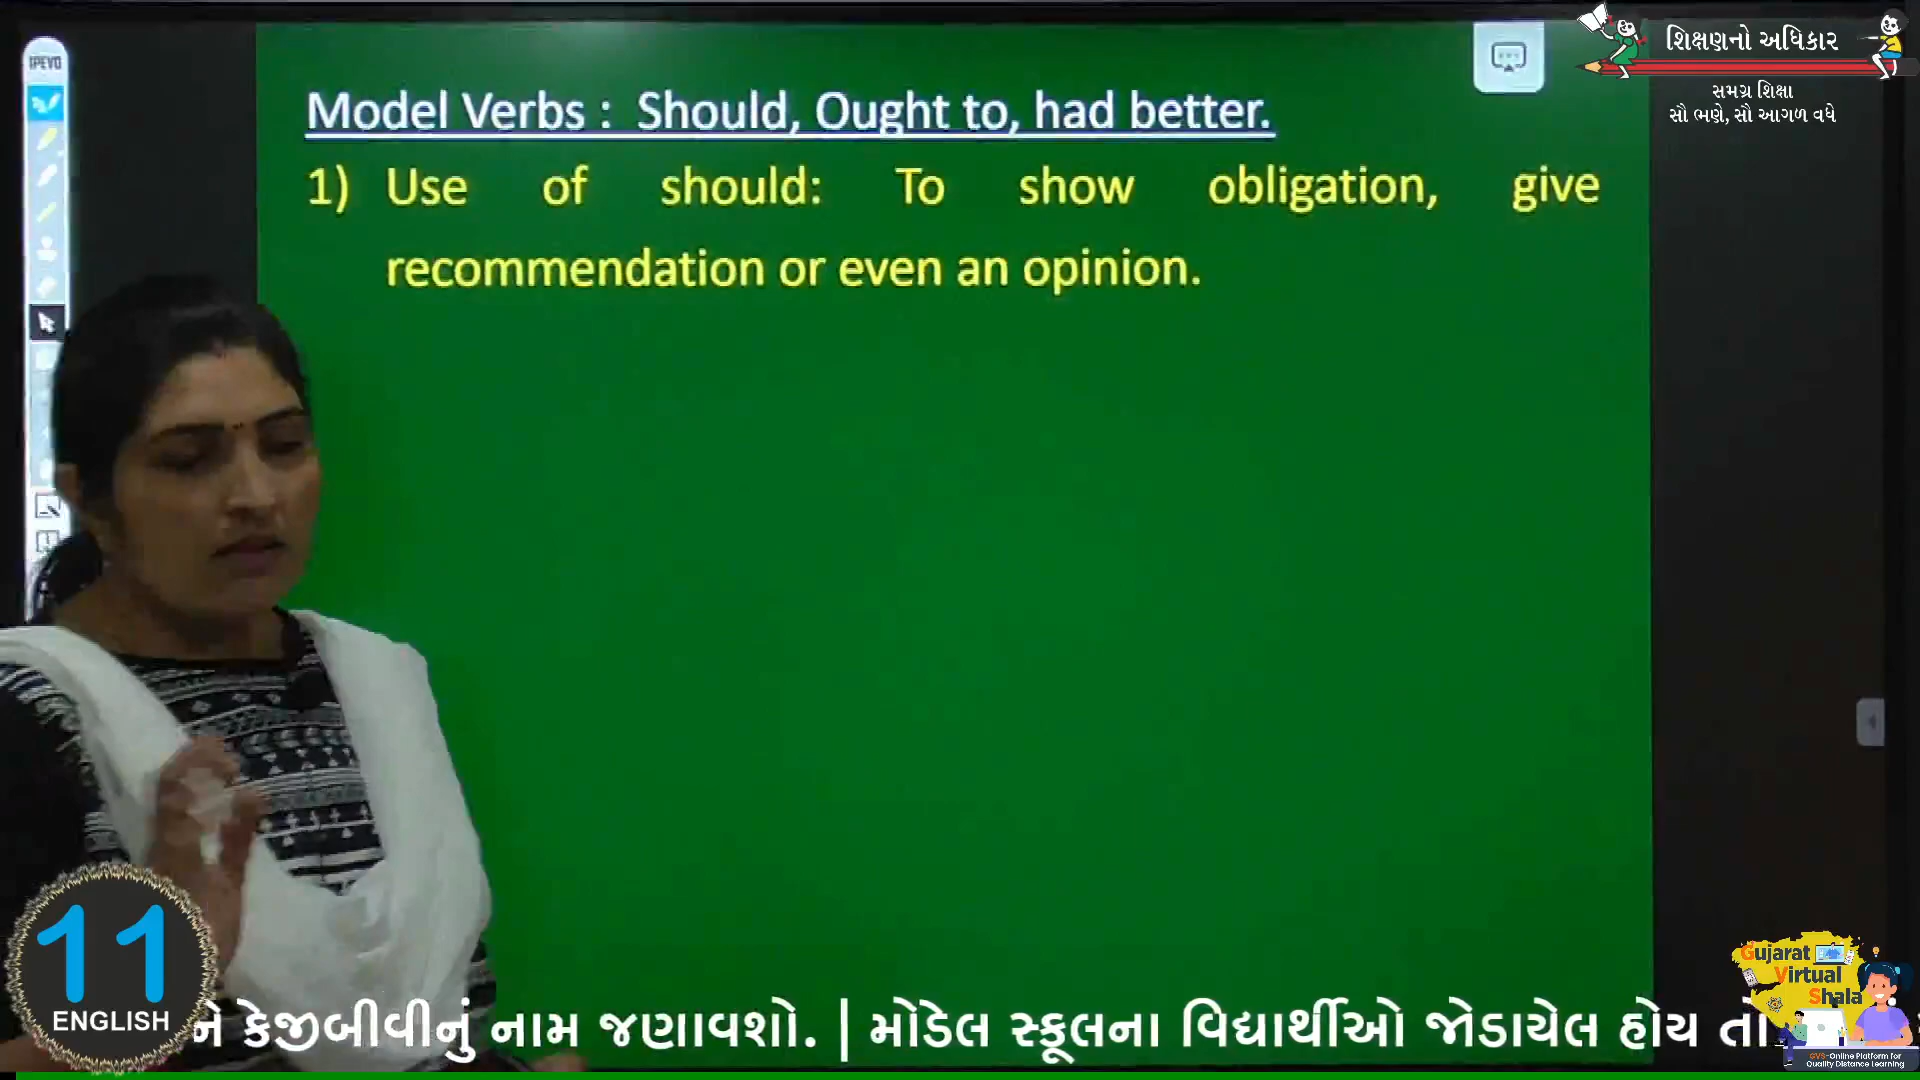 IPEVO
Model Verbs : Should, Ought to, had better.
1) Use of should: To show obligation, give
recommendation or even an opinion.
શિક્ષણનો અધિકાર
સમગ્ર શિક્ષા
સૌ ભણે, સૌ આગળ વધે
11
ENGLISH
ને કેજીબીવીનું નામ જણાવશો. | મોડેલ સ્કૂલના વિદ્યાર્થીઓ જોડાયેલ હોય તો
Gujarat
Virtual
Shala
GVS-Online Platform for
Quality Distance Learning